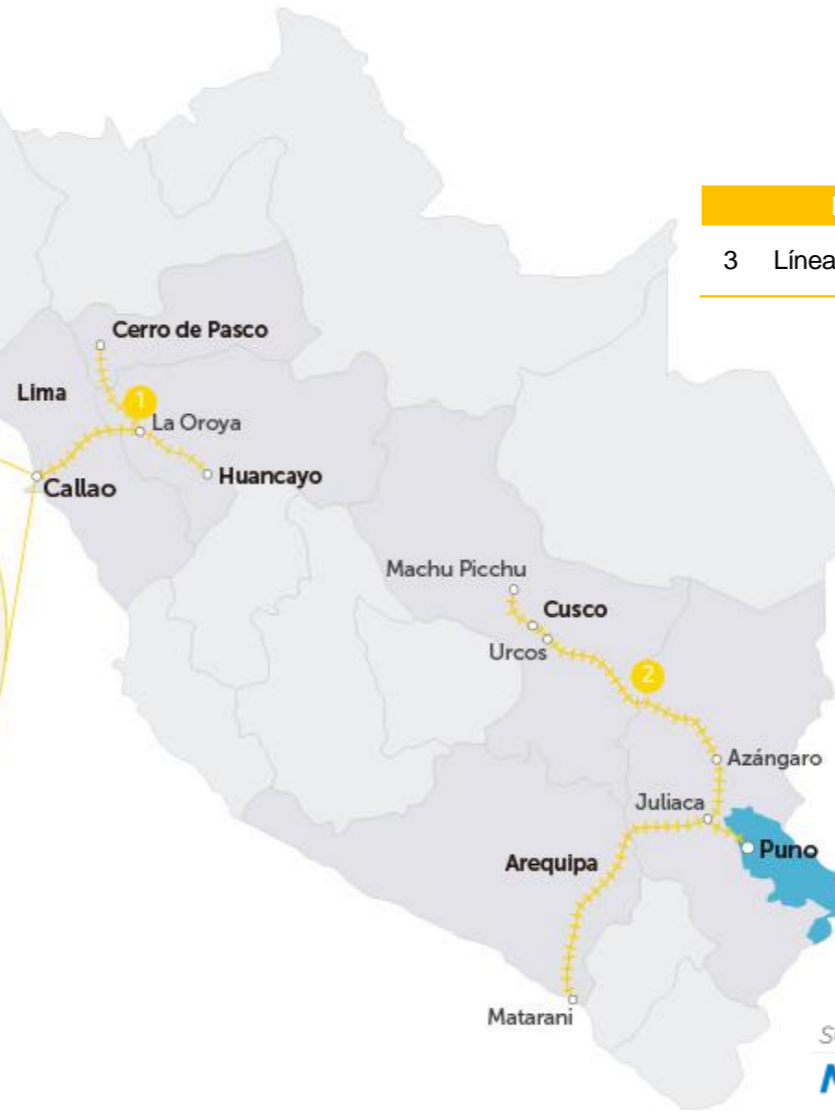 3 Línea
Cerro de Pasco
Lima
1
La Oroya
Callao
Huancayo
Machu Picchu
Cusco
Urcos
2
Azángaro
Juliaca
Arequipa
Puno
Matarani